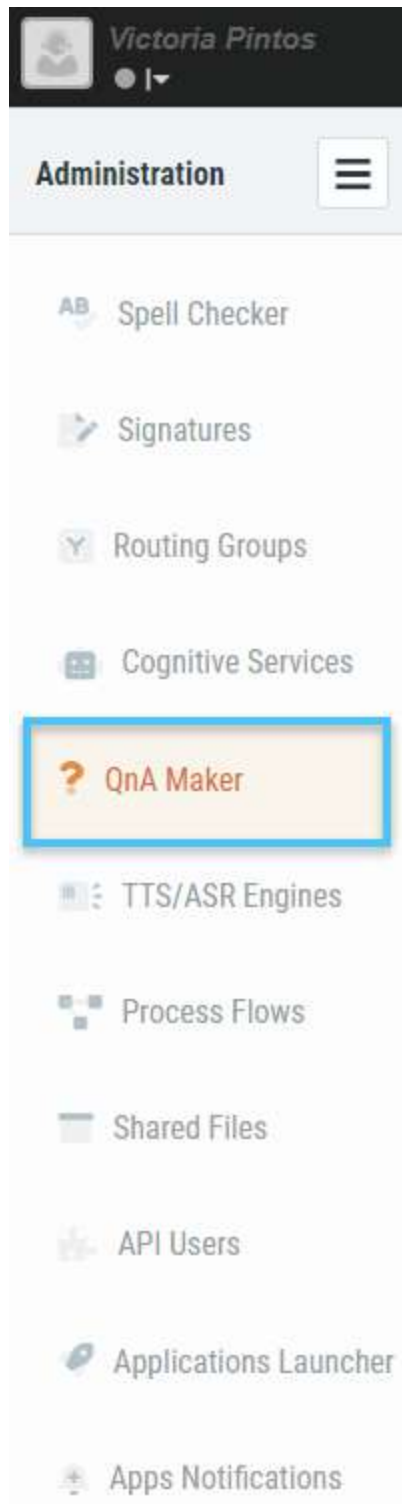 Victoria Pintos
Administration
AB
Spell Checker
Signatures
Routing Groups
Cognitive Services
? QnA Maker
TTS/ASR Engines
Process Flows
Shared Files
API Users
Applications Launcher
Apps Notifications